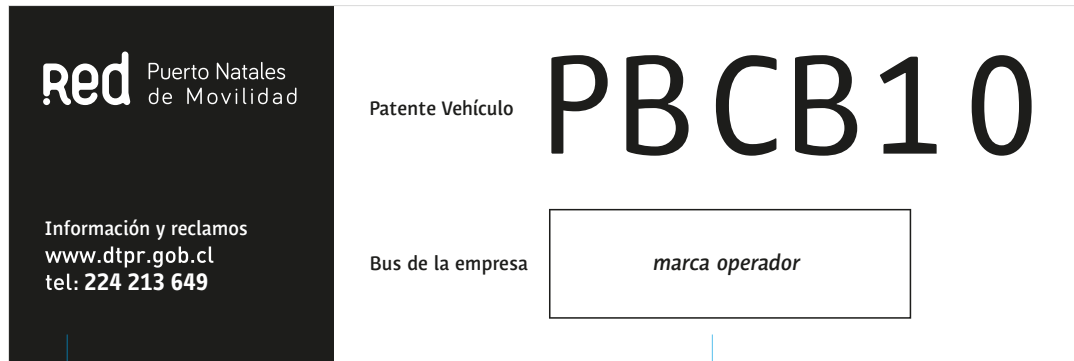 Red Puerto Natales
de Movilidad
Información y reclamos
www.dtpr.gob.cl
tel: 224 213 649
Patente Vehículo PBCB10
Bus de la empresa marca operador